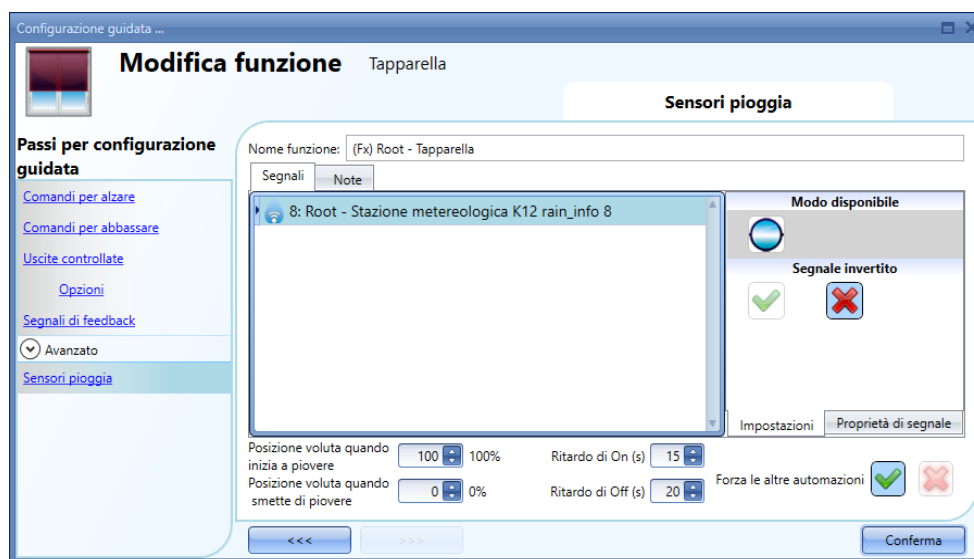 Configurazione guidata ...
Modifica funzione Tapparella
Sensori pioggia
Passi per configurazione
guidata
Comandi per alzare
Comandi per abbassare
Uscite controllate
Opzioni
Segnali di feedback
Avanzato
Sensori pioggia
Nome funzione: (Fx) Root - Tapparella
Segnali Note
8: Root - Stazione metereologica K12 rain_info 8
Modo disponibile
Segnale invertito
Impostazioni Proprietà di segnale
Posizione voluta quando
inizia a piovere 100 100% Ritardo di On (s) 15
Posizione voluta quando
smette di piovere 0 0% Ritardo di Off (s) 20
Forza le altre automazioni
<<< >>> Conferma